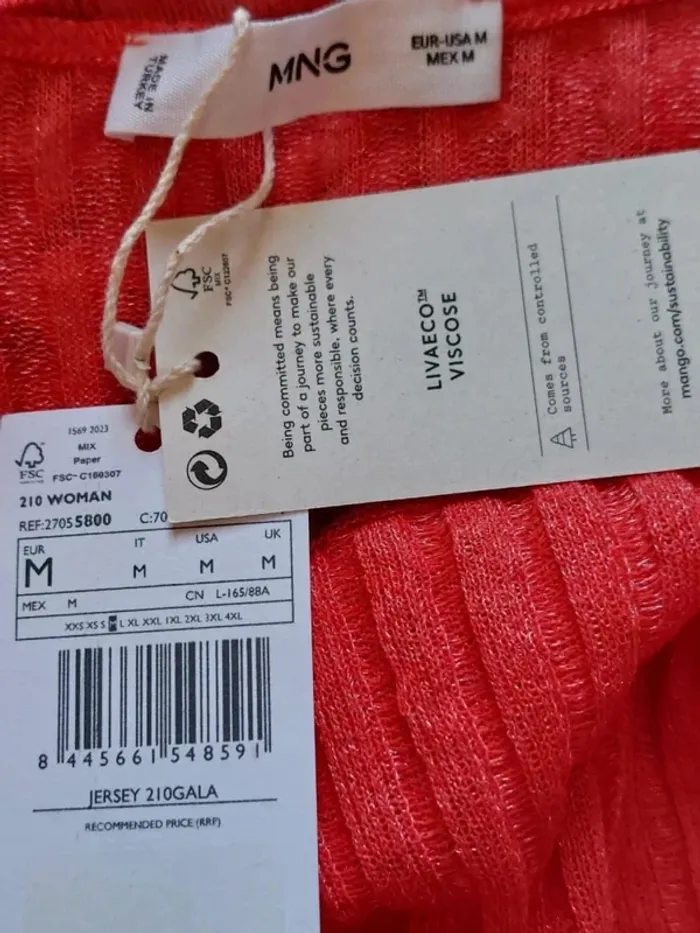 MADE IN
TURKEY
MNG
EUR-USA M
MEX M
FSC
MIX
FSC® C122807
Being committed means being
part of a journey to make our
pieces more sustainable
and responsible, where every
decision counts.
LIVAECO™
VISCOSE
Comes from controlled
sources
More about our journey at
mango.com/sustainability
1569 2023
FSC
MIX
Paper
FSC® C160307
210 WOMAN
REF:27055800 C:70
EUR IT USA UK
M M M M
MEX M CN L-165/88A
XXS XS S M L XL XXL 1XL 2XL 3XL 4XL
8 445661 548591
JERSEY 210GALA
RECOMMENDED PRICE (RRP)